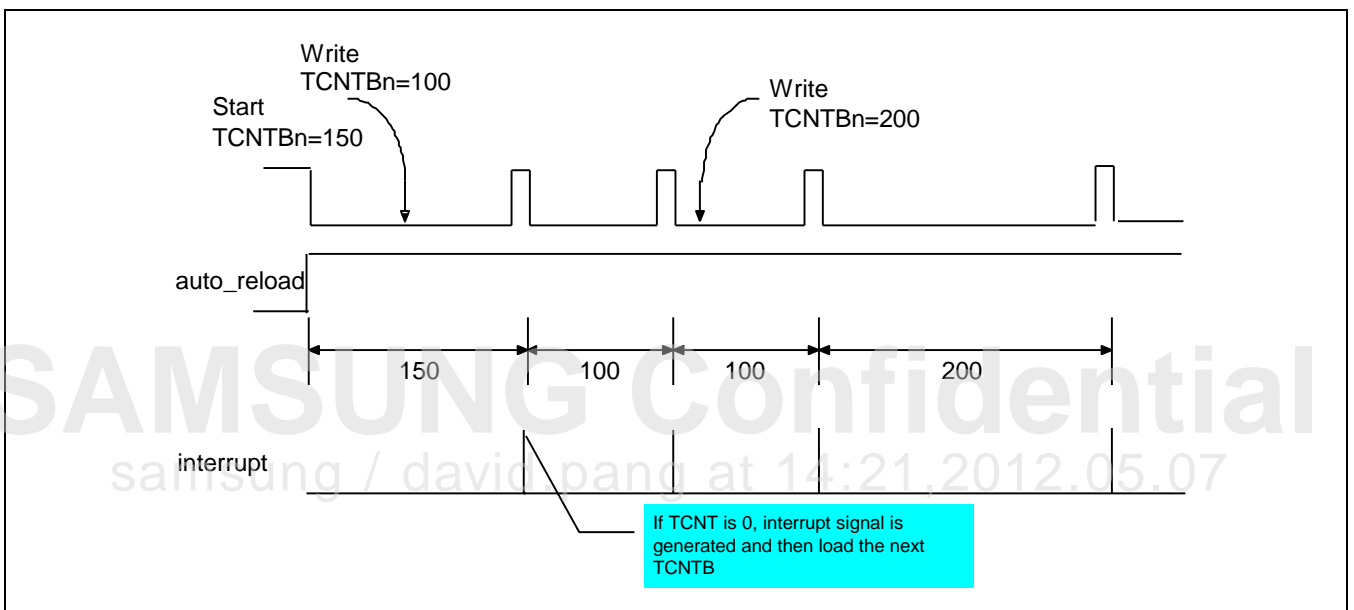 Write
TCNTBn=100
Start
TCNTBn=150
Write
TCNTBn=200
auto_reload
150
100
100
200
SAMSUNG Confidential
interrupt
samsung / david.pang at 14:21,2012.05.07
If TCNT is 0, interrupt signal is
generated and then load the next
TCNTB